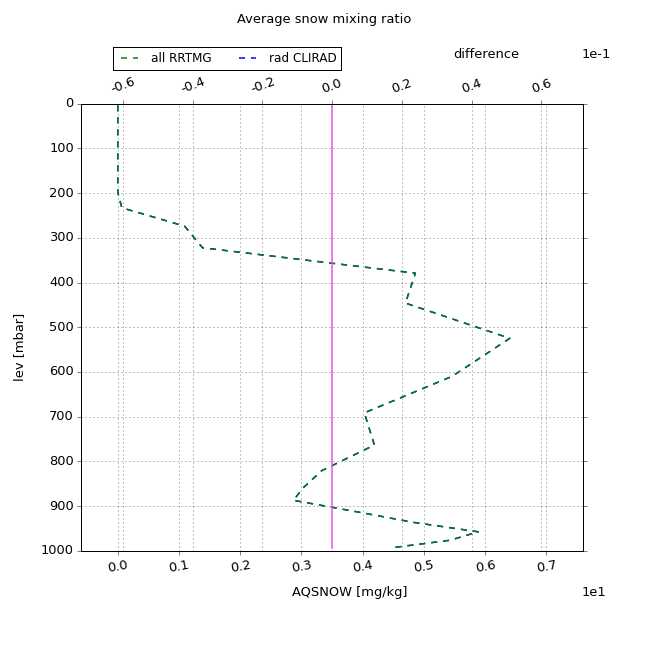 Average snow mixing ratio
all RRTMG rad CLIRAD difference 1e-1
-0.6 -0.4 -0.2 0.0 0.2 0.4 0.6
0
100
200
300
400
500
600
700
800
900
1000
lev [mbar]
0.0 0.1 0.2 0.3 0.4 0.5 0.6 0.7
AQSNOW [mg/kg] 1e1